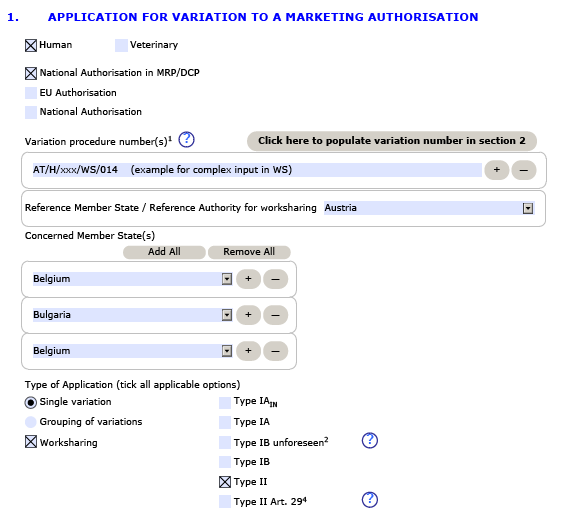 1. APPLICATION FOR VARIATION TO A MARKETING AUTHORISATION
Human Veterinary
National Authorisation in MRP/DCP
EU Authorisation
National Authorisation
Variation procedure number(s)¹ ? Click here to populate variation number in section 2
AT/H/xxx/WS/014 (example for complex input in WS) + −
Reference Member State / Reference Authority for worksharing Austria
Concerned Member State(s)
Add All Remove All
Belgium + −
Bulgaria + −
Belgium + −
Type of Application (tick all applicable options)
Single variation Type IAIN
Grouping of variations Type IA
Worksharing Type IB unforeseen² ?
Type IB
Type II
Type II Art. 29⁴ ?